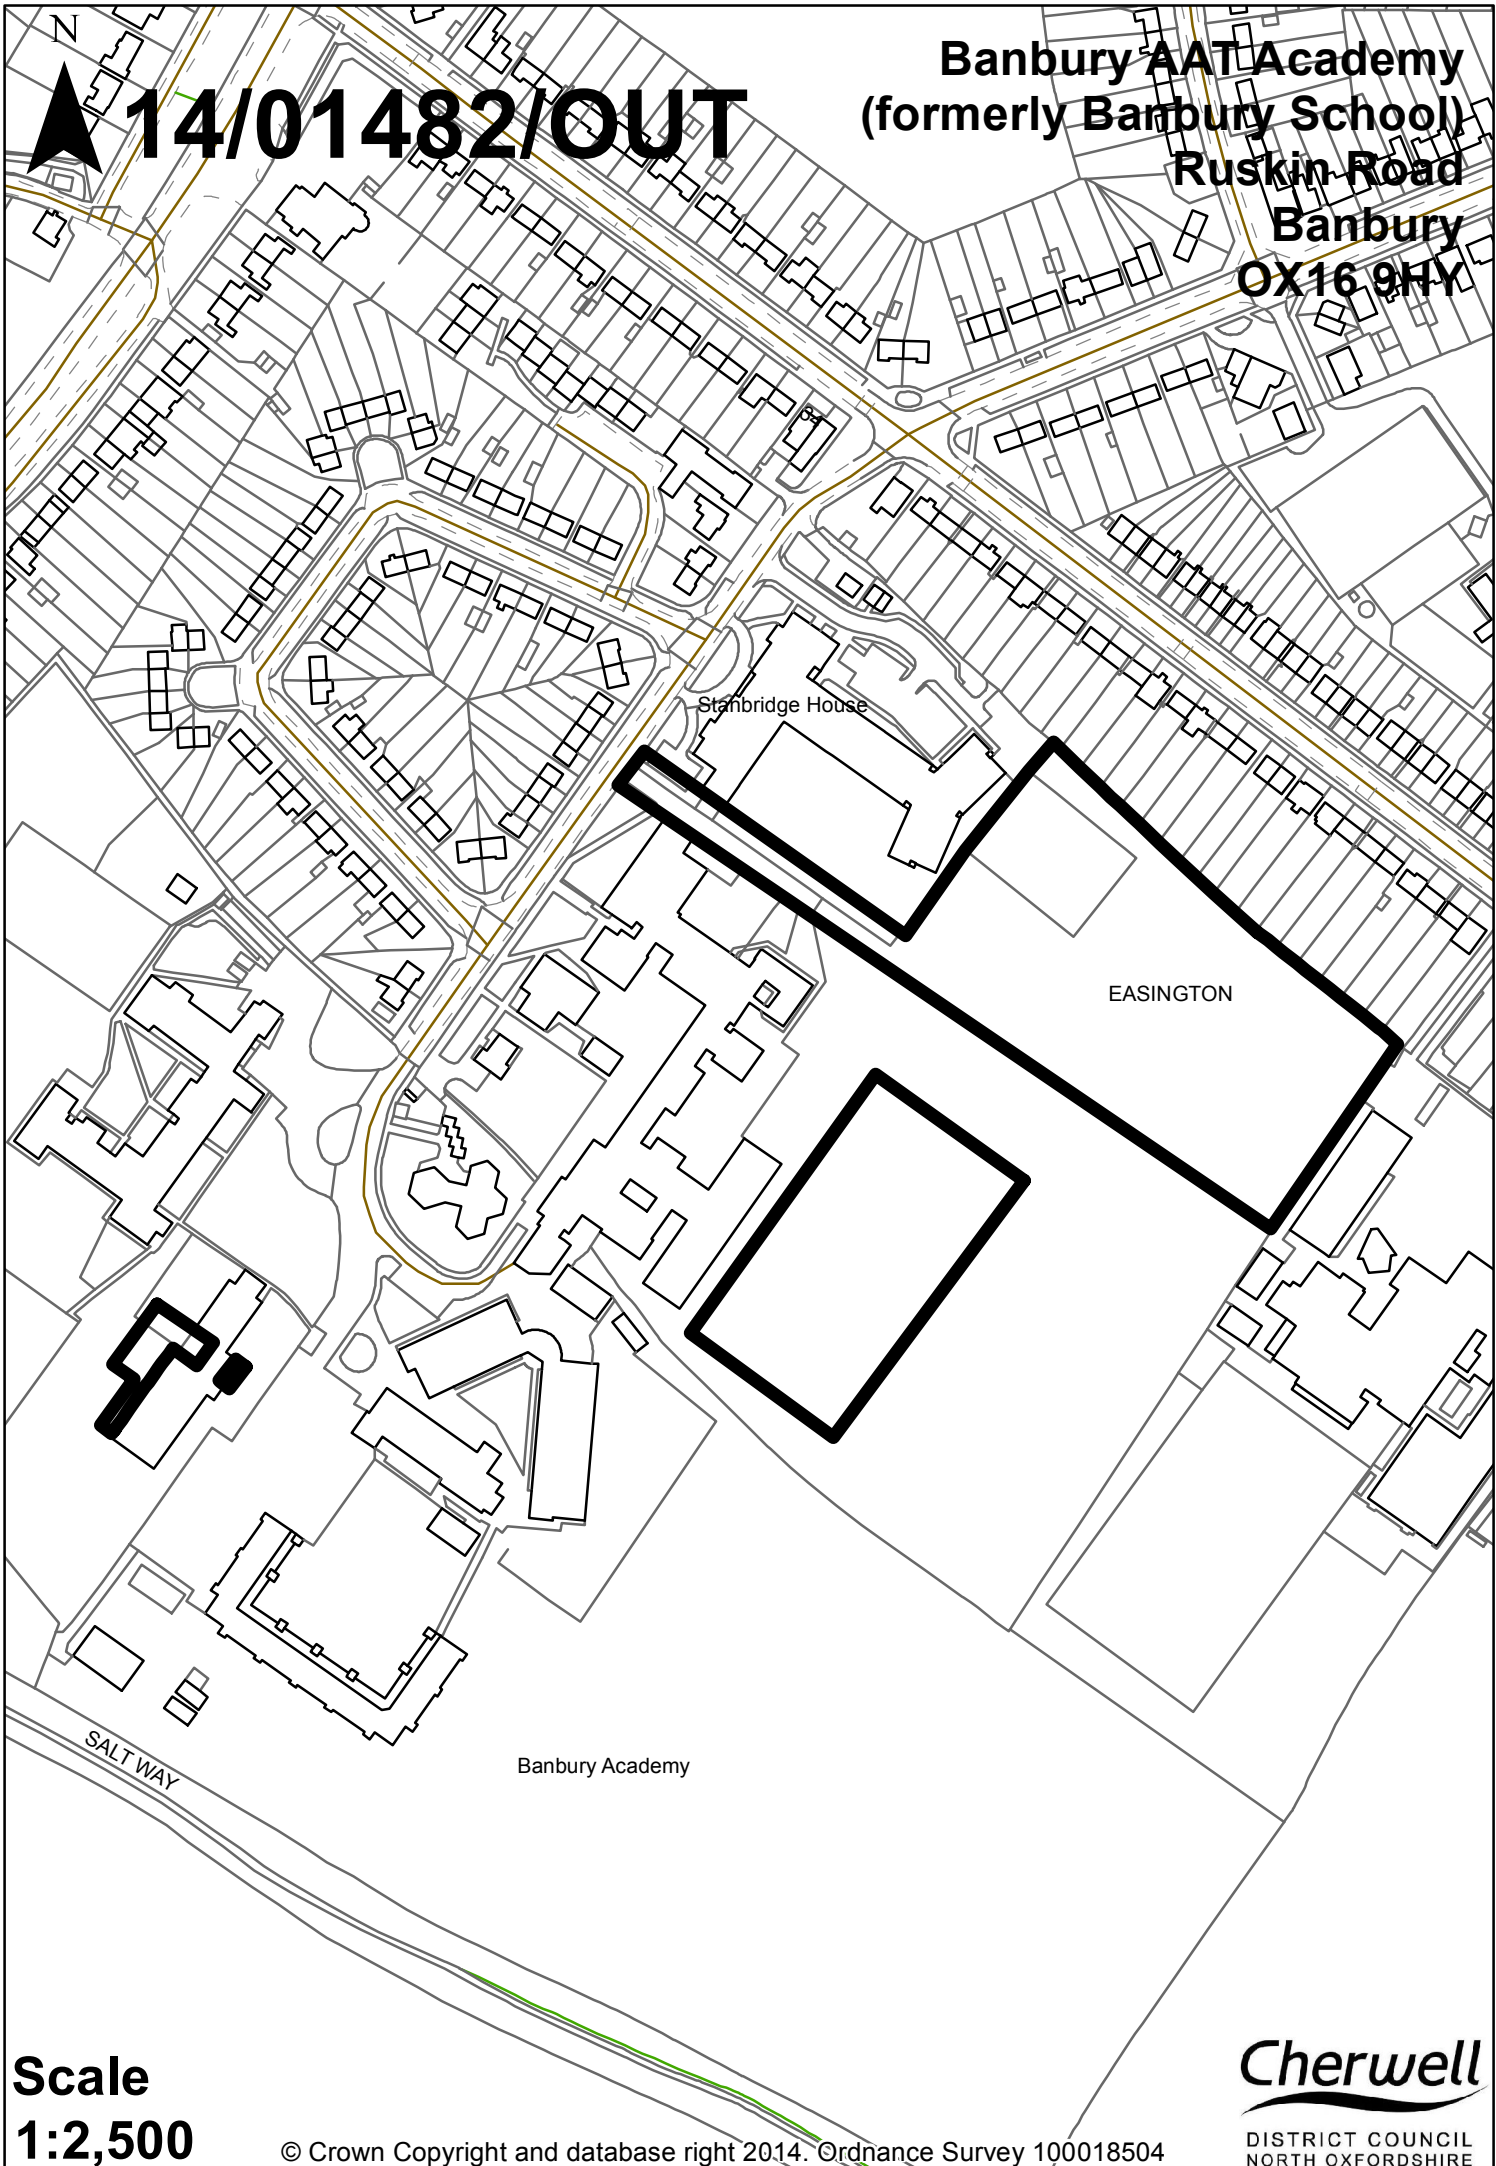 N
14/01482/OUT
Banbury AAT Academy
(formerly Banbury School)
Ruskin Road
Banbury
OX16 9HY
Stanbridge House
EASINGTON
SALT WAY
Banbury Academy
Scale
1:2,500
© Crown Copyright and database right 2014. Ordnance Survey 100018504
Cherwell
DISTRICT COUNCIL
NORTH OXFORDSHIRE